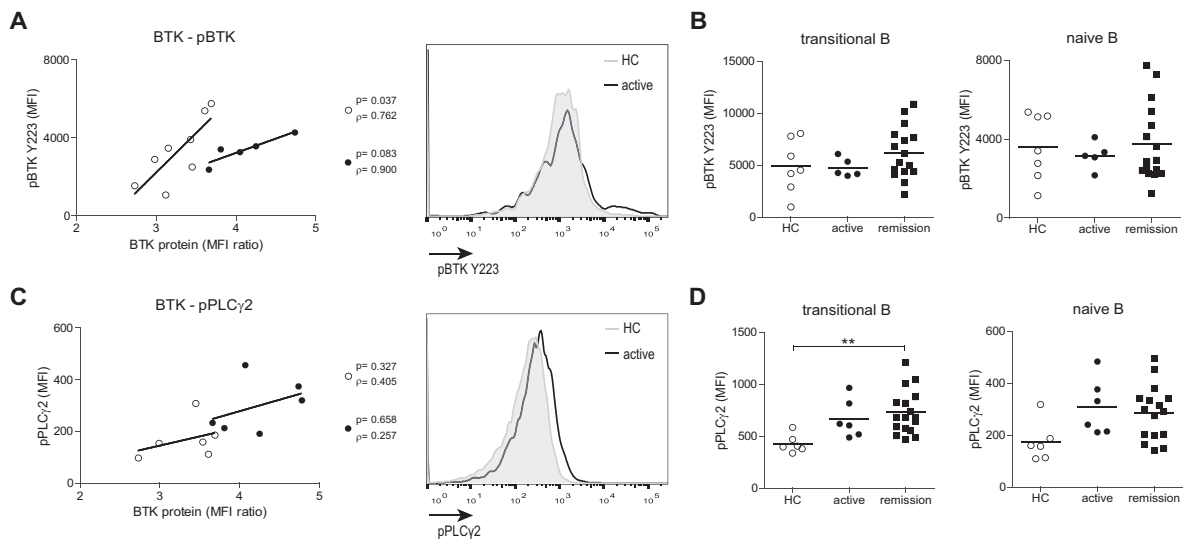 A
BTK - pBTK
pBTK Y223 (MFI)
8000
4000
0
2
3
4
5
BTK protein (MFI ratio)
p= 0.037
ρ= 0.762
p= 0.083
ρ= 0.900
HC
active
10⁰ 10¹ 10² 10³ 10⁴ 10⁵
pBTK Y223
B
transitional B
pBTK Y223 (MFI)
15000
10000
5000
0
HC active remission
naive B
pBTK Y223 (MFI)
8000
4000
0
HC active remission
C
BTK - pPLCγ2
pPLCγ2 (MFI)
600
400
200
0
2
3
4
5
BTK protein (MFI ratio)
p= 0.327
ρ= 0.405
p= 0.658
ρ= 0.257
HC
active
10⁰ 10¹ 10² 10³ 10⁴ 10⁵
pPLCγ2
D
transitional B
pPLCγ2 (MFI)
1500
1000
500
0
**
HC active remission
naive B
pPLCγ2 (MFI)
600
400
200
0
HC active remission